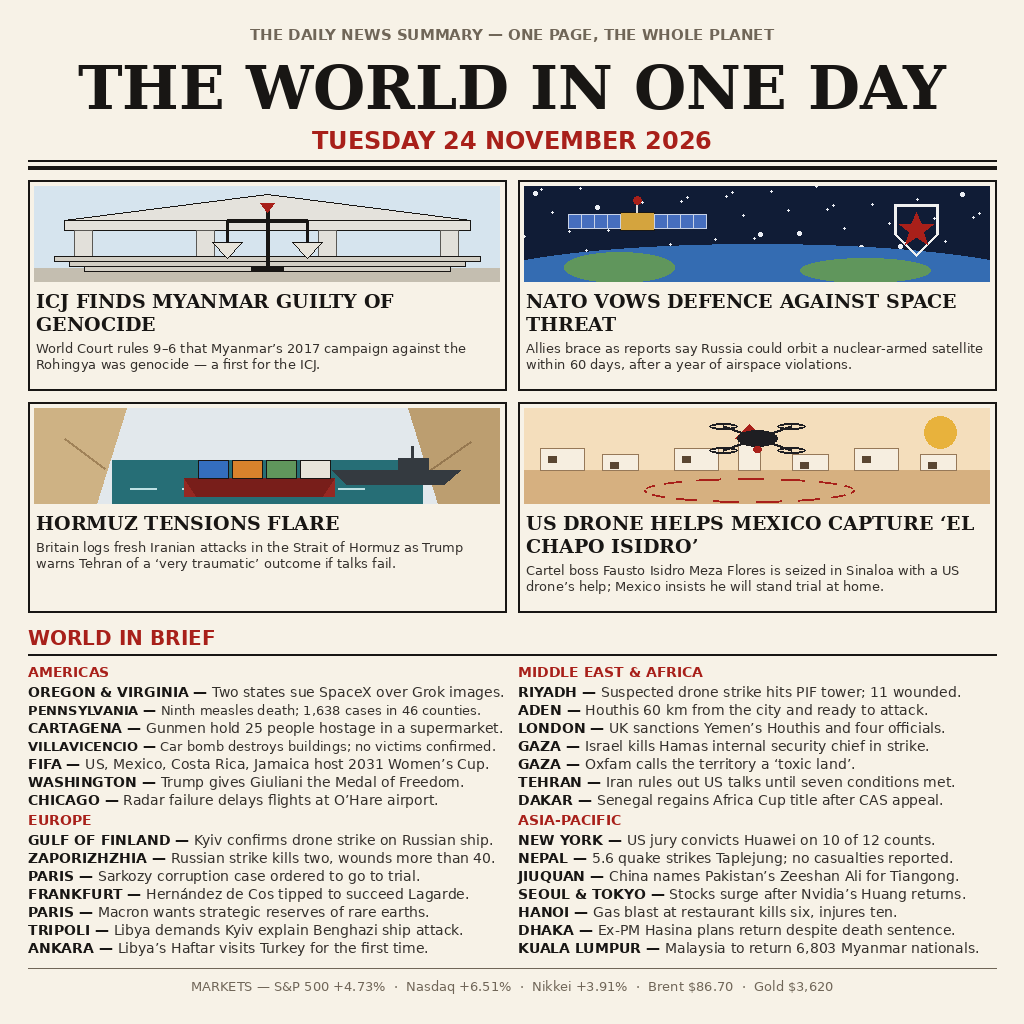 THE DAILY NEWS SUMMARY — ONE PAGE, THE WHOLE PLANET
THE WORLD IN ONE DAY
TUESDAY 24 NOVEMBER 2026
ICJ FINDS MYANMAR GUILTY OF
GENOCIDE
World Court rules 9–6 that Myanmar’s 2017 campaign against the
Rohingya was genocide — a first for the ICJ.
NATO VOWS DEFENCE AGAINST SPACE
THREAT
Allies brace as reports say Russia could orbit a nuclear-armed satellite
within 60 days, after a year of airspace violations.
HORMUZ TENSIONS FLARE
Britain logs fresh Iranian attacks in the Strait of Hormuz as Trump
warns Tehran of a ‘very traumatic’ outcome if talks fail.
US DRONE HELPS MEXICO CAPTURE ‘EL
CHAPO ISIDRO’
Cartel boss Fausto Isidro Meza Flores is seized in Sinaloa with a US
drone’s help; Mexico insists he will stand trial at home.
WORLD IN BRIEF
AMERICAS
OREGON & VIRGINIA — Two states sue SpaceX over Grok images.
PENNSYLVANIA — Ninth measles death; 1,638 cases in 46 counties.
CARTAGENA — Gunmen hold 25 people hostage in a supermarket.
VILLAVICENCIO — Car bomb destroys buildings; no victims confirmed.
FIFA — US, Mexico, Costa Rica, Jamaica host 2031 Women’s Cup.
WASHINGTON — Trump gives Giuliani the Medal of Freedom.
CHICAGO — Radar failure delays flights at O’Hare airport.
EUROPE
GULF OF FINLAND — Kyiv confirms drone strike on Russian ship.
ZAPORIZHZHIA — Russian strike kills two, wounds more than 40.
PARIS — Sarkozy corruption case ordered to go to trial.
FRANKFURT — Hernández de Cos tipped to succeed Lagarde.
PARIS — Macron wants strategic reserves of rare earths.
TRIPOLI — Libya demands Kyiv explain Benghazi ship attack.
ANKARA — Libya’s Haftar visits Turkey for the first time.
MIDDLE EAST & AFRICA
RIYADH — Suspected drone strike hits PIF tower; 11 wounded.
ADEN — Houthis 60 km from the city and ready to attack.
LONDON — UK sanctions Yemen’s Houthis and four officials.
GAZA — Israel kills Hamas internal security chief in strike.
GAZA — Oxfam calls the territory a ‘toxic land’.
TEHRAN — Iran rules out US talks until seven conditions met.
DAKAR — Senegal regains Africa Cup title after CAS appeal.
ASIA-PACIFIC
NEW YORK — US jury convicts Huawei on 10 of 12 counts.
NEPAL — 5.6 quake strikes Taplejung; no casualties reported.
JIUQUAN — China names Pakistan’s Zeeshan Ali for Tiangong.
SEOUL & TOKYO — Stocks surge after Nvidia’s Huang returns.
HANOI — Gas blast at restaurant kills six, injures ten.
DHAKA — Ex-PM Hasina plans return despite death sentence.
KUALA LUMPUR — Malaysia to return 6,803 Myanmar nationals.
MARKETS — S&P 500 +4.73% · Nasdaq +6.51% · Nikkei +3.91% · Brent $86.70 · Gold $3,620